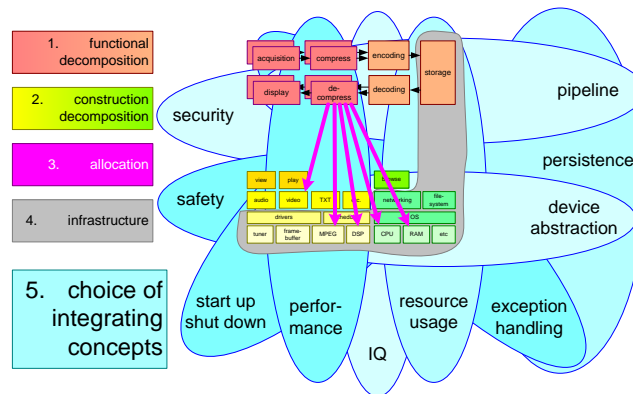 1. functional
decomposition
2. construction
decomposition
3. allocation
4. infrastructure
5. choice of
integrating
concepts
acquisition
compress
encoding
storage
display
de-
compress
decoding
security
pipeline
persistence
safety
device
abstraction
view
play
browse
audio
video
TXT
etc.
networking
file-
system
drivers
OS
tuner
frame-
buffer
MPEG
DSP
CPU
RAM
etc
start up
shut down
perfor-
mance
IQ
resource
usage
exception
handling